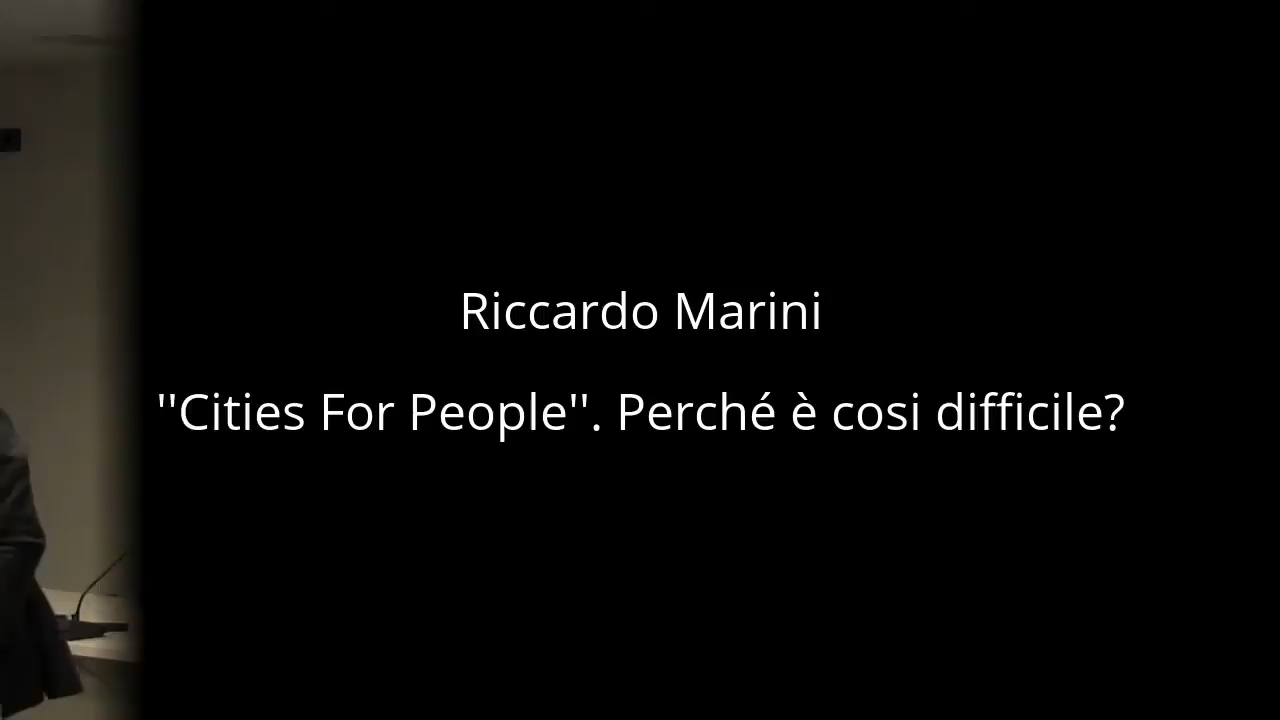 Riccardo Marini
"Cities For People". Perché è cosi difficile?